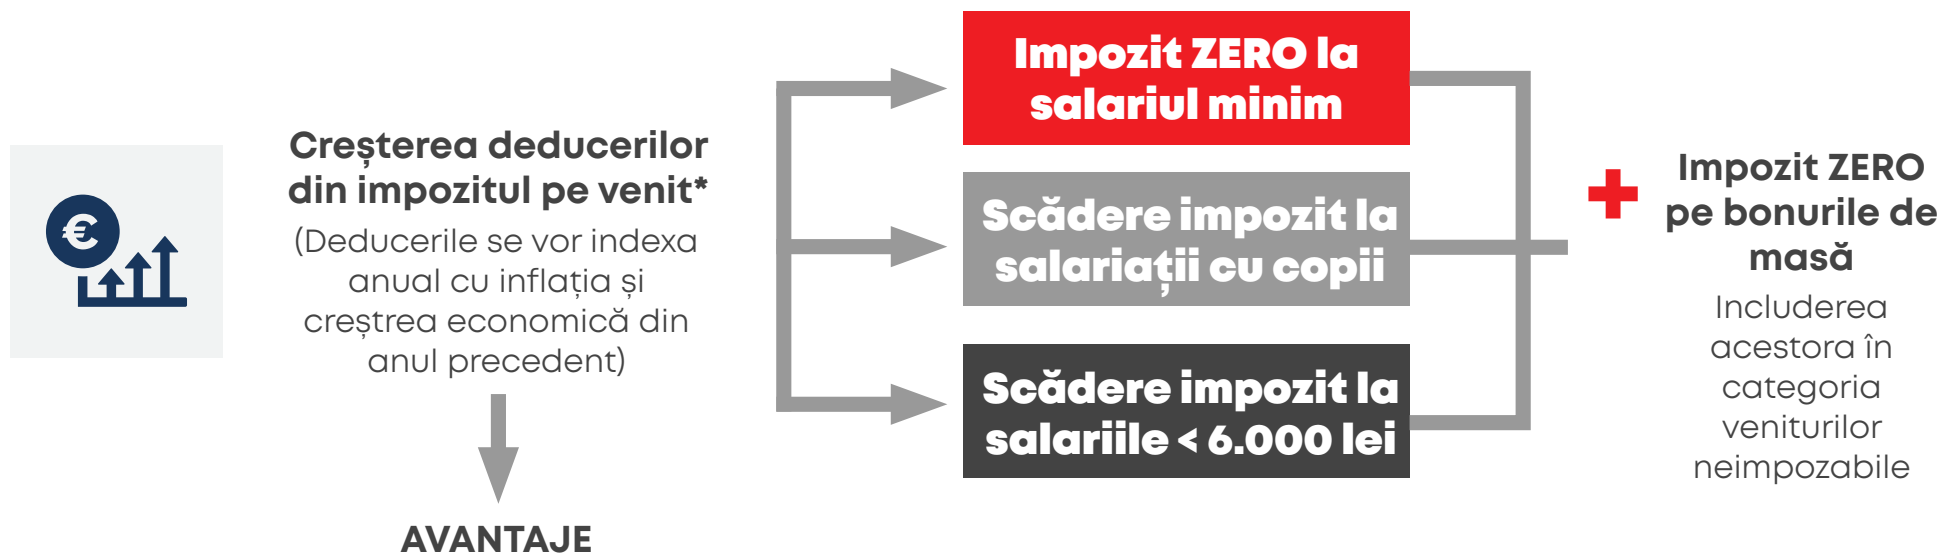 Creșterea deducerilor
din impozitul pe venit*
(Deducerile se vor indexa
anual cu inflația și
creștrea economică din
anul precedent)
AVANTAJE
Impozit ZERO la
salariul minim
Scădere impozit la
salariații cu copii
Scădere impozit la
salariile < 6.000 lei
Impozit ZERO
pe bonurile de
masă
Includerea
acestora în
categoria
veniturilor
neimpozabile